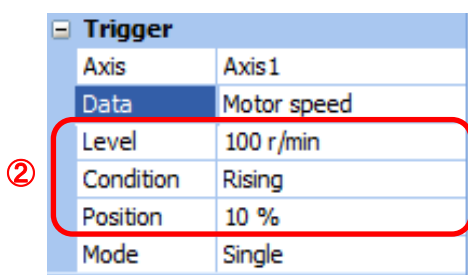 Trigger
Axis Axis1
Data Motor speed
Level 100 r/min
② Condition Rising
Position 10 %
Mode Single